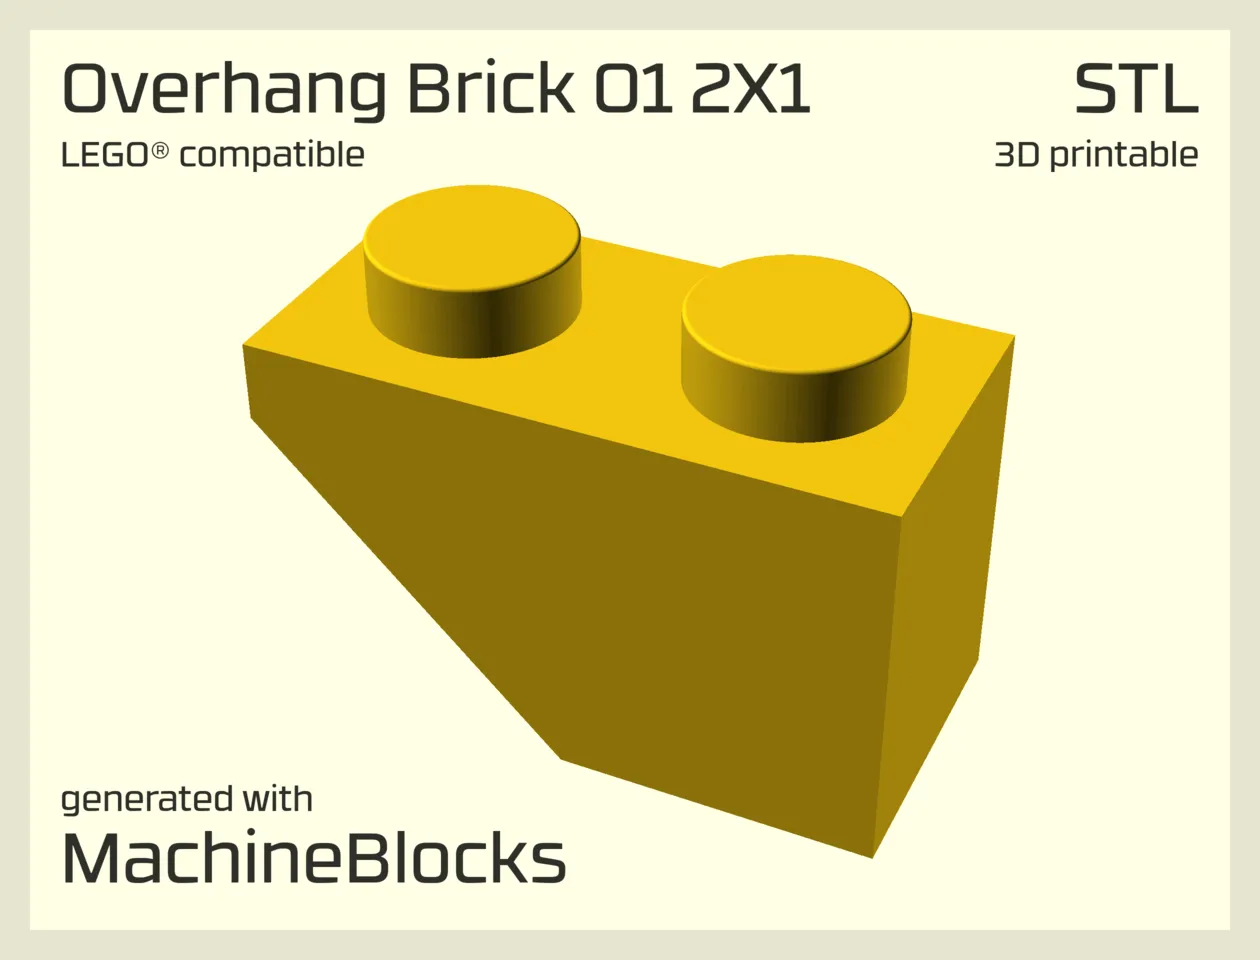 Overhang Brick 01 2X1
LEGO® compatible
STL
3D printable
generated with
MachineBlocks